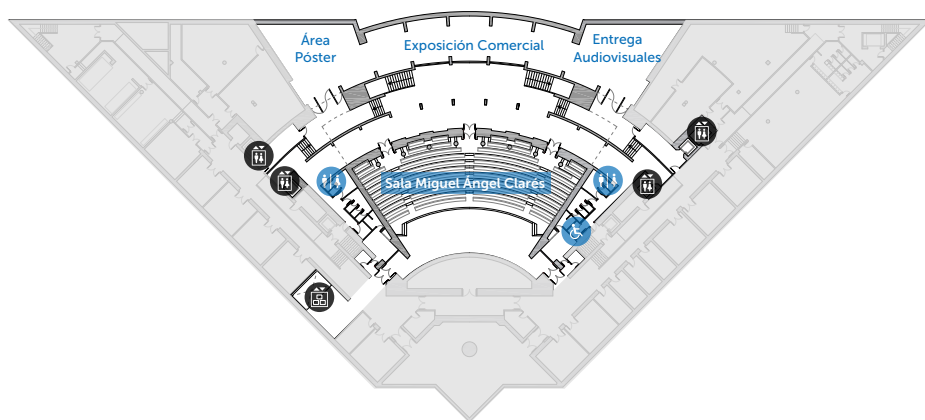 Área
Póster
Exposición Comercial
Entrega
Audiovisuales
Sala Miguel Ángel Clarés